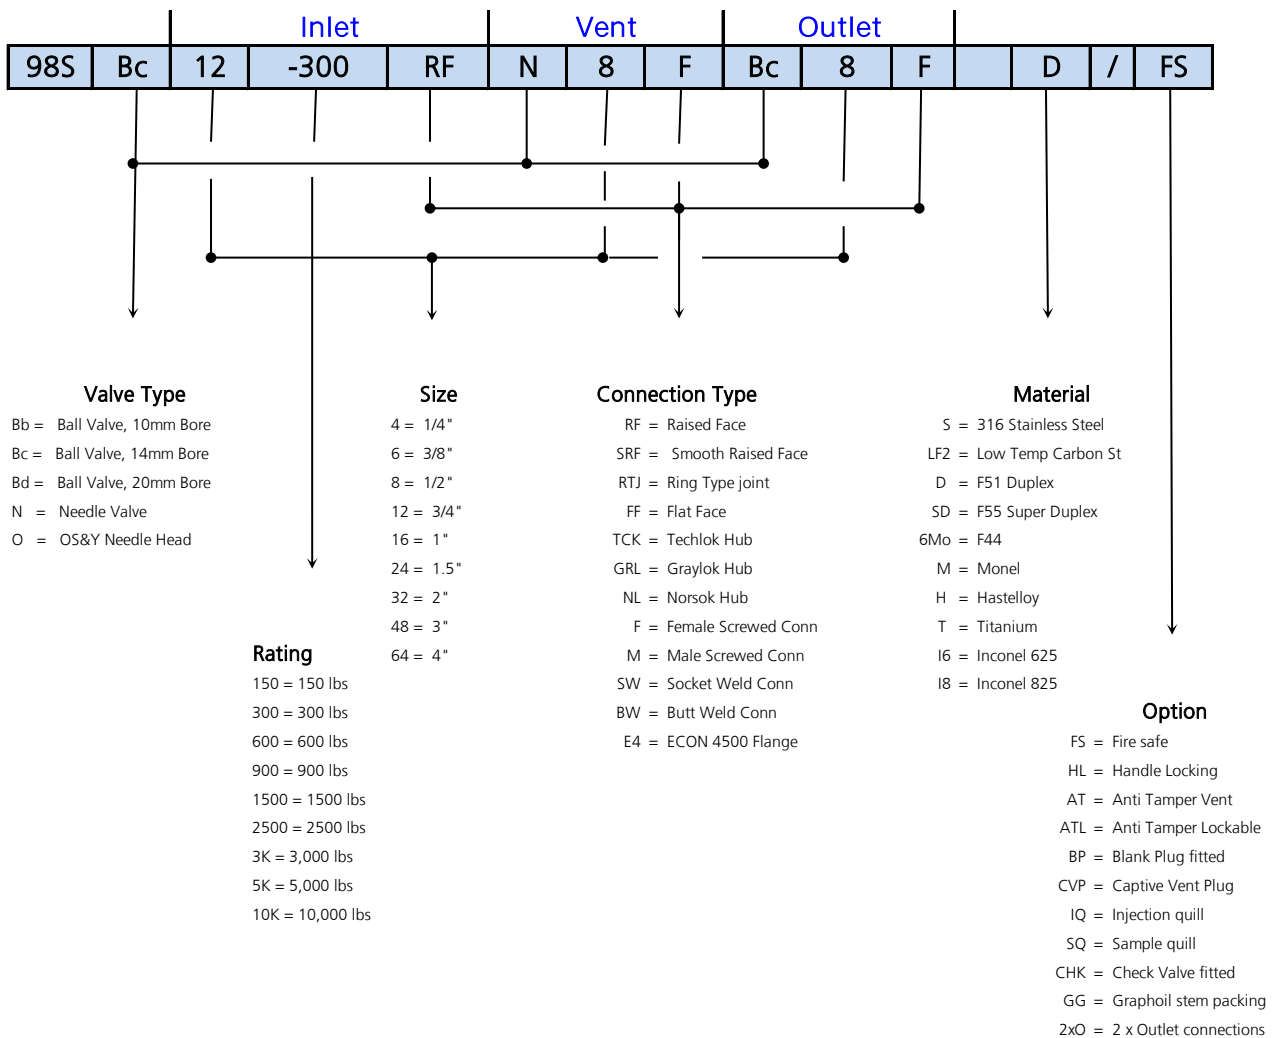 Inlet Vent Outlet
98S Bc 12 -300 RF N 8 F Bc 8 F D / FS
Valve Type
Bb = Ball Valve, 10mm Bore
Bc = Ball Valve, 14mm Bore
Bd = Ball Valve, 20mm Bore
N = Needle Valve
O = OS&Y Needle Head
Rating
150 = 150 lbs
300 = 300 lbs
600 = 600 lbs
900 = 900 lbs
1500 = 1500 lbs
2500 = 2500 lbs
3K = 3,000 lbs
5K = 5,000 lbs
10K = 10,000 lbs
Size
4 = 1/4"
6 = 3/8"
8 = 1/2"
12 = 3/4"
16 = 1"
24 = 1.5"
32 = 2"
48 = 3"
64 = 4"
Connection Type
RF = Raised Face
SRF = Smooth Raised Face
RTJ = Ring Type joint
FF = Flat Face
TCK = Techlok Hub
GRL = Graylok Hub
NL = Norsok Hub
F = Female Screwed Conn
M = Male Screwed Conn
SW = Socket Weld Conn
BW = Butt Weld Conn
E4 = ECON 4500 Flange
Material
S = 316 Stainless Steel
LF2 = Low Temp Carbon St
D = F51 Duplex
SD = F55 Super Duplex
6Mo = F44
M = Monel
H = Hastelloy
T = Titanium
I6 = Inconel 625
I8 = Inconel 825
Option
FS = Fire safe
HL = Handle Locking
AT = Anti Tamper Vent
ATL = Anti Tamper Lockable
BP = Blank Plug fitted
CVP = Captive Vent Plug
IQ = Injection quill
SQ = Sample quill
CHK = Check Valve fitted
GG = Graphoil stem packing
2xO = 2 x Outlet connections